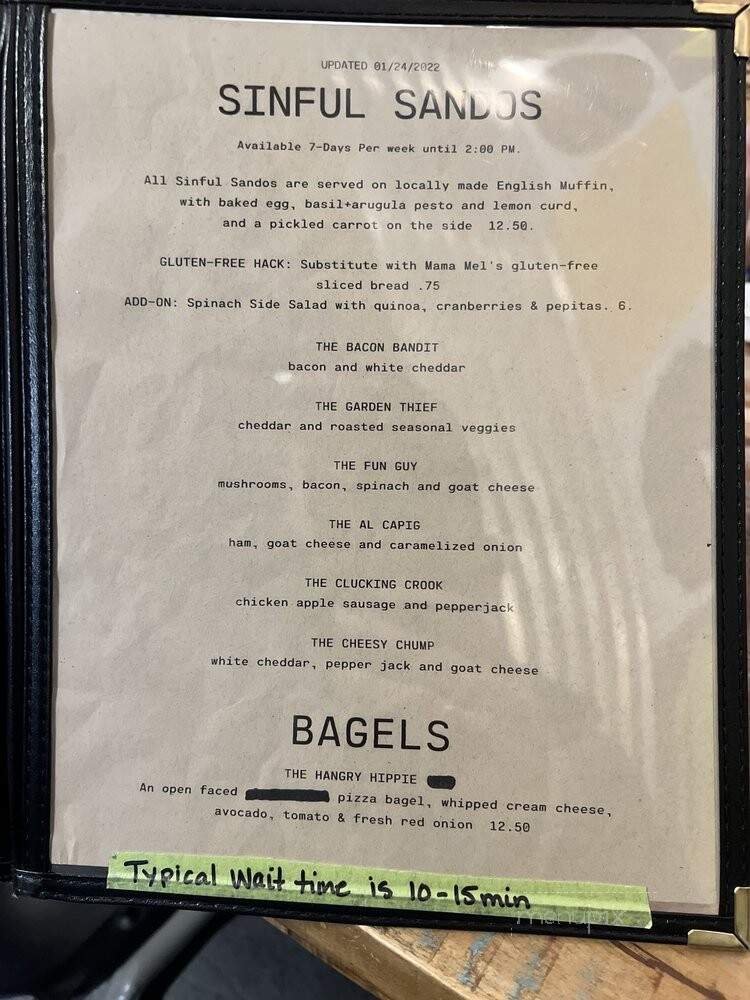 UPDATED 01/24/2022
SINFUL SANDOS
Available 7-Days Per week until 2:00 PM.
All Sinful Sandos are served on locally made English Muffin,
with baked egg, basil+arugula pesto and lemon curd,
and a pickled carrot on the side 12.50.
GLUTEN-FREE HACK: Substitute with Mama Mel's gluten-free
sliced bread .75
ADD-ON: Spinach Side Salad with quinoa, cranberries & pepitas. 6.
THE BACON BANDIT
bacon and white cheddar
THE GARDEN THIEF
cheddar and roasted seasonal veggies
THE FUN GUY
mushrooms, bacon, spinach and goat cheese
THE AL CAPIG
ham, goat cheese and caramelized onion
THE CLUCKING CROOK
chicken apple sausage and pepperjack
THE CHEESY CHUMP
white cheddar, pepper jack and goat cheese
BAGELS
THE HANGRY HIPPIE
An open faced pizza bagel, whipped cream cheese,
avocado, tomato & fresh red onion 12.50
Typical Wait time is 10-15min
menupix